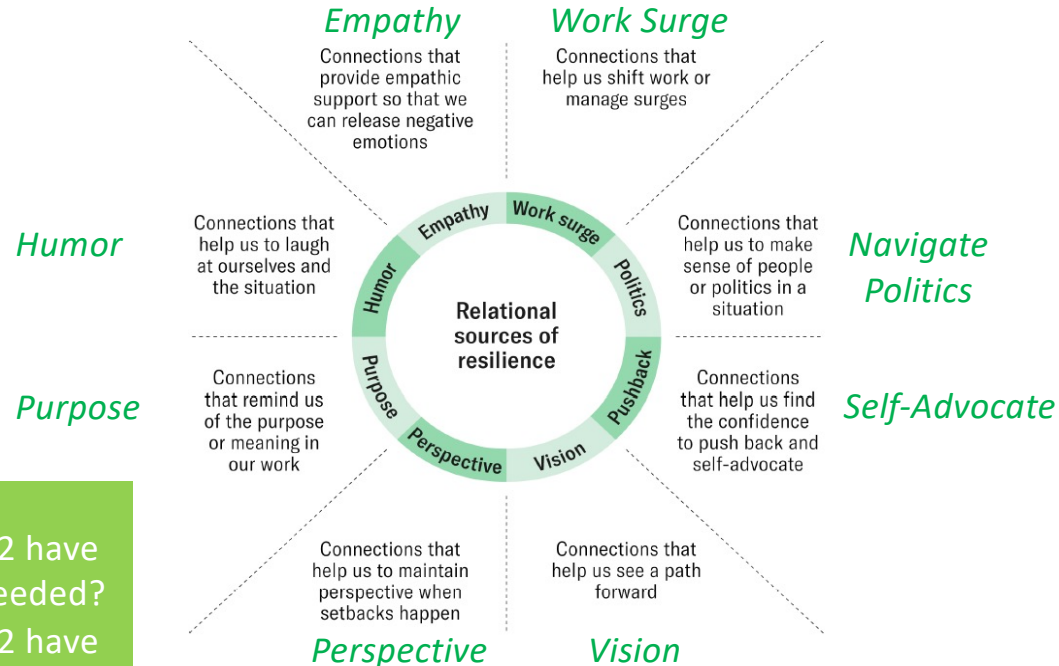 Empathy
Work Surge
Connections that
provide empathic
support so that we
can release negative
emotions
Connections that
help us shift work or
manage surges
Humor
Connections that
help us to laugh
at ourselves and
the situation
Connections that
help us to make
sense of people
or politics in a
situation
Navigate
Politics
Empathy
Work surge
Humor
Politics
Relational
sources of
resilience
Purpose
Pushback
Perspective
Vision
Purpose
Connections
that remind us
of the purpose
or meaning in
our work
Connections
that help us find
the confidence
to push back and
self-advocate
Self-Advocate
2 have
eeded?
2 have
Connections that
help us to maintain
perspective when
setbacks happen
Connections that
help us see a path
forward
Perspective
Vision